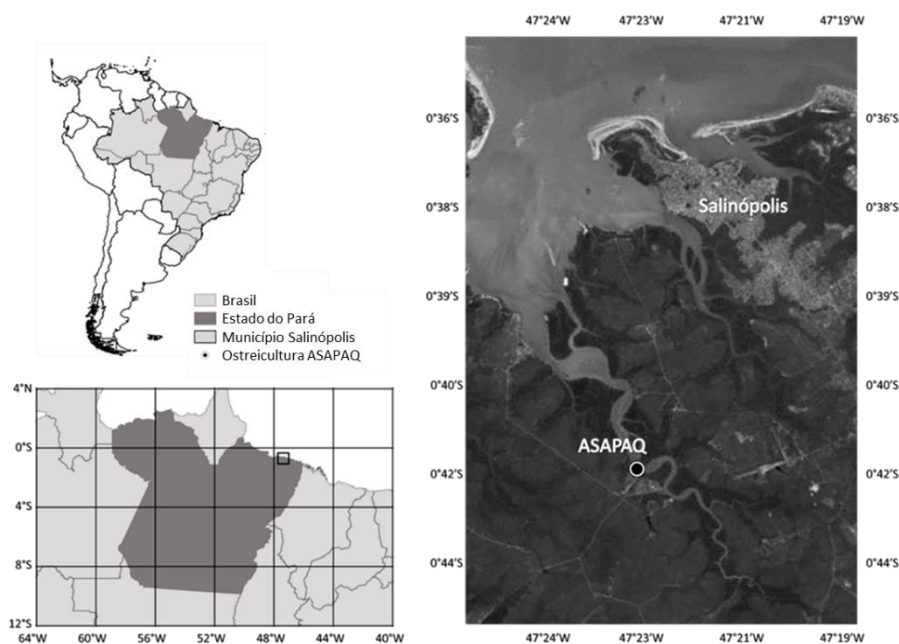 Brasil
Estado do Pará
Município Salinópolis
Ostreicultura ASAPAQ
4°N
0°S
4°S
8°S
12°S
64°W 60°W 56°W 52°W 48°W 44°W 40°W
47°24'W 47°23'W 47°21'W 47°19'W
0°36'S 0°36'S
Salinópolis
0°38'S 0°38'S
0°39'S 0°39'S
0°40'S 0°40'S
ASAPAQ
0°42'S 0°42'S
0°44'S 0°44'S
47°24'W 47°23'W 47°21'W 47°19'W